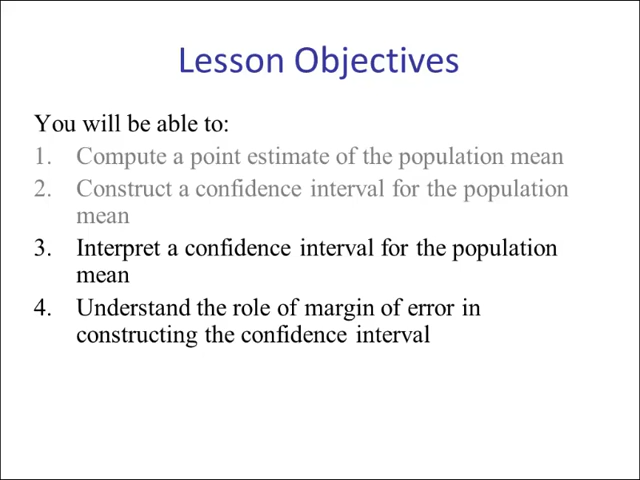 Lesson Objectives
You will be able to:
1. Compute a point estimate of the population mean
2. Construct a confidence interval for the population
mean
3. Interpret a confidence interval for the population
mean
4. Understand the role of margin of error in
constructing the confidence interval